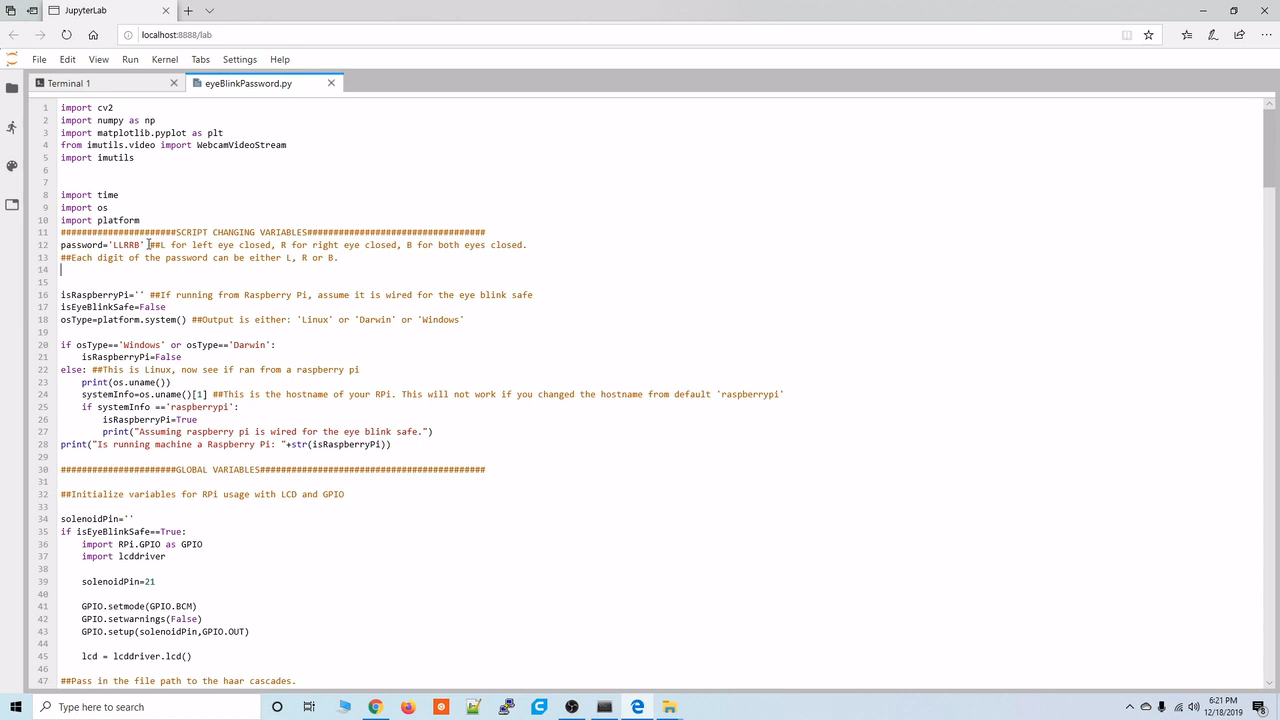 JupyterLab
localhost:8888/lab
File Edit View Run Kernel Tabs Settings Help
Terminal 1 eyeBlinkPassword.py
1 import cv2
2 import numpy as np
3 import matplotlib.pyplot as plt
4 from imutils.video import WebcamVideoStream
5 import imutils
6
7
8 import time
9 import os
10 import platform
11 ######################SCRIPT CHANGING VARIABLES##################################
12 password='LLRRB' ##L for left eye closed, R for right eye closed, B for both eyes closed.
13 ##Each digit of the password can be either L, R or B.
14
15
16 isRaspberryPi='' ##If running from Raspberry Pi, assume it is wired for the eye blink safe
17 isEyeBlinkSafe=False
18 osType=platform.system() ##Output is either: 'Linux' or 'Darwin' or 'Windows'
19
20 if osType=='Windows' or osType=='Darwin':
21     isRaspberryPi=False
22 else: ##This is Linux, now see if ran from a raspberry pi
23     print(os.uname())
24     systemInfo=os.uname()[1] ##This is the hostname of your RPi. This will not work if you changed the hostname from default 'raspberrypi'
25     if systemInfo =='raspberrypi':
26         isRaspberryPi=True
27         print("Assuming raspberry pi is wired for the eye blink safe.")
28 print("Is running machine a Raspberry Pi: "+str(isRaspberryPi))
29
30 ######################GLOBAL VARIABLES###########################################
31
32 ##Initialize variables for RPi usage with LCD and GPIO
33
34 solenoidPin=''
35 if isEyeBlinkSafe==True:
36     import RPi.GPIO as GPIO
37     import lcddriver
38
39     solenoidPin=21
40
41     GPIO.setmode(GPIO.BCM)
42     GPIO.setwarnings(False)
43     GPIO.setup(solenoidPin,GPIO.OUT)
44
45     lcd = lcddriver.lcd()
46
47 ##Pass in the file path to the haar cascades.
Type here to search
6:21 PM
12/18/2019